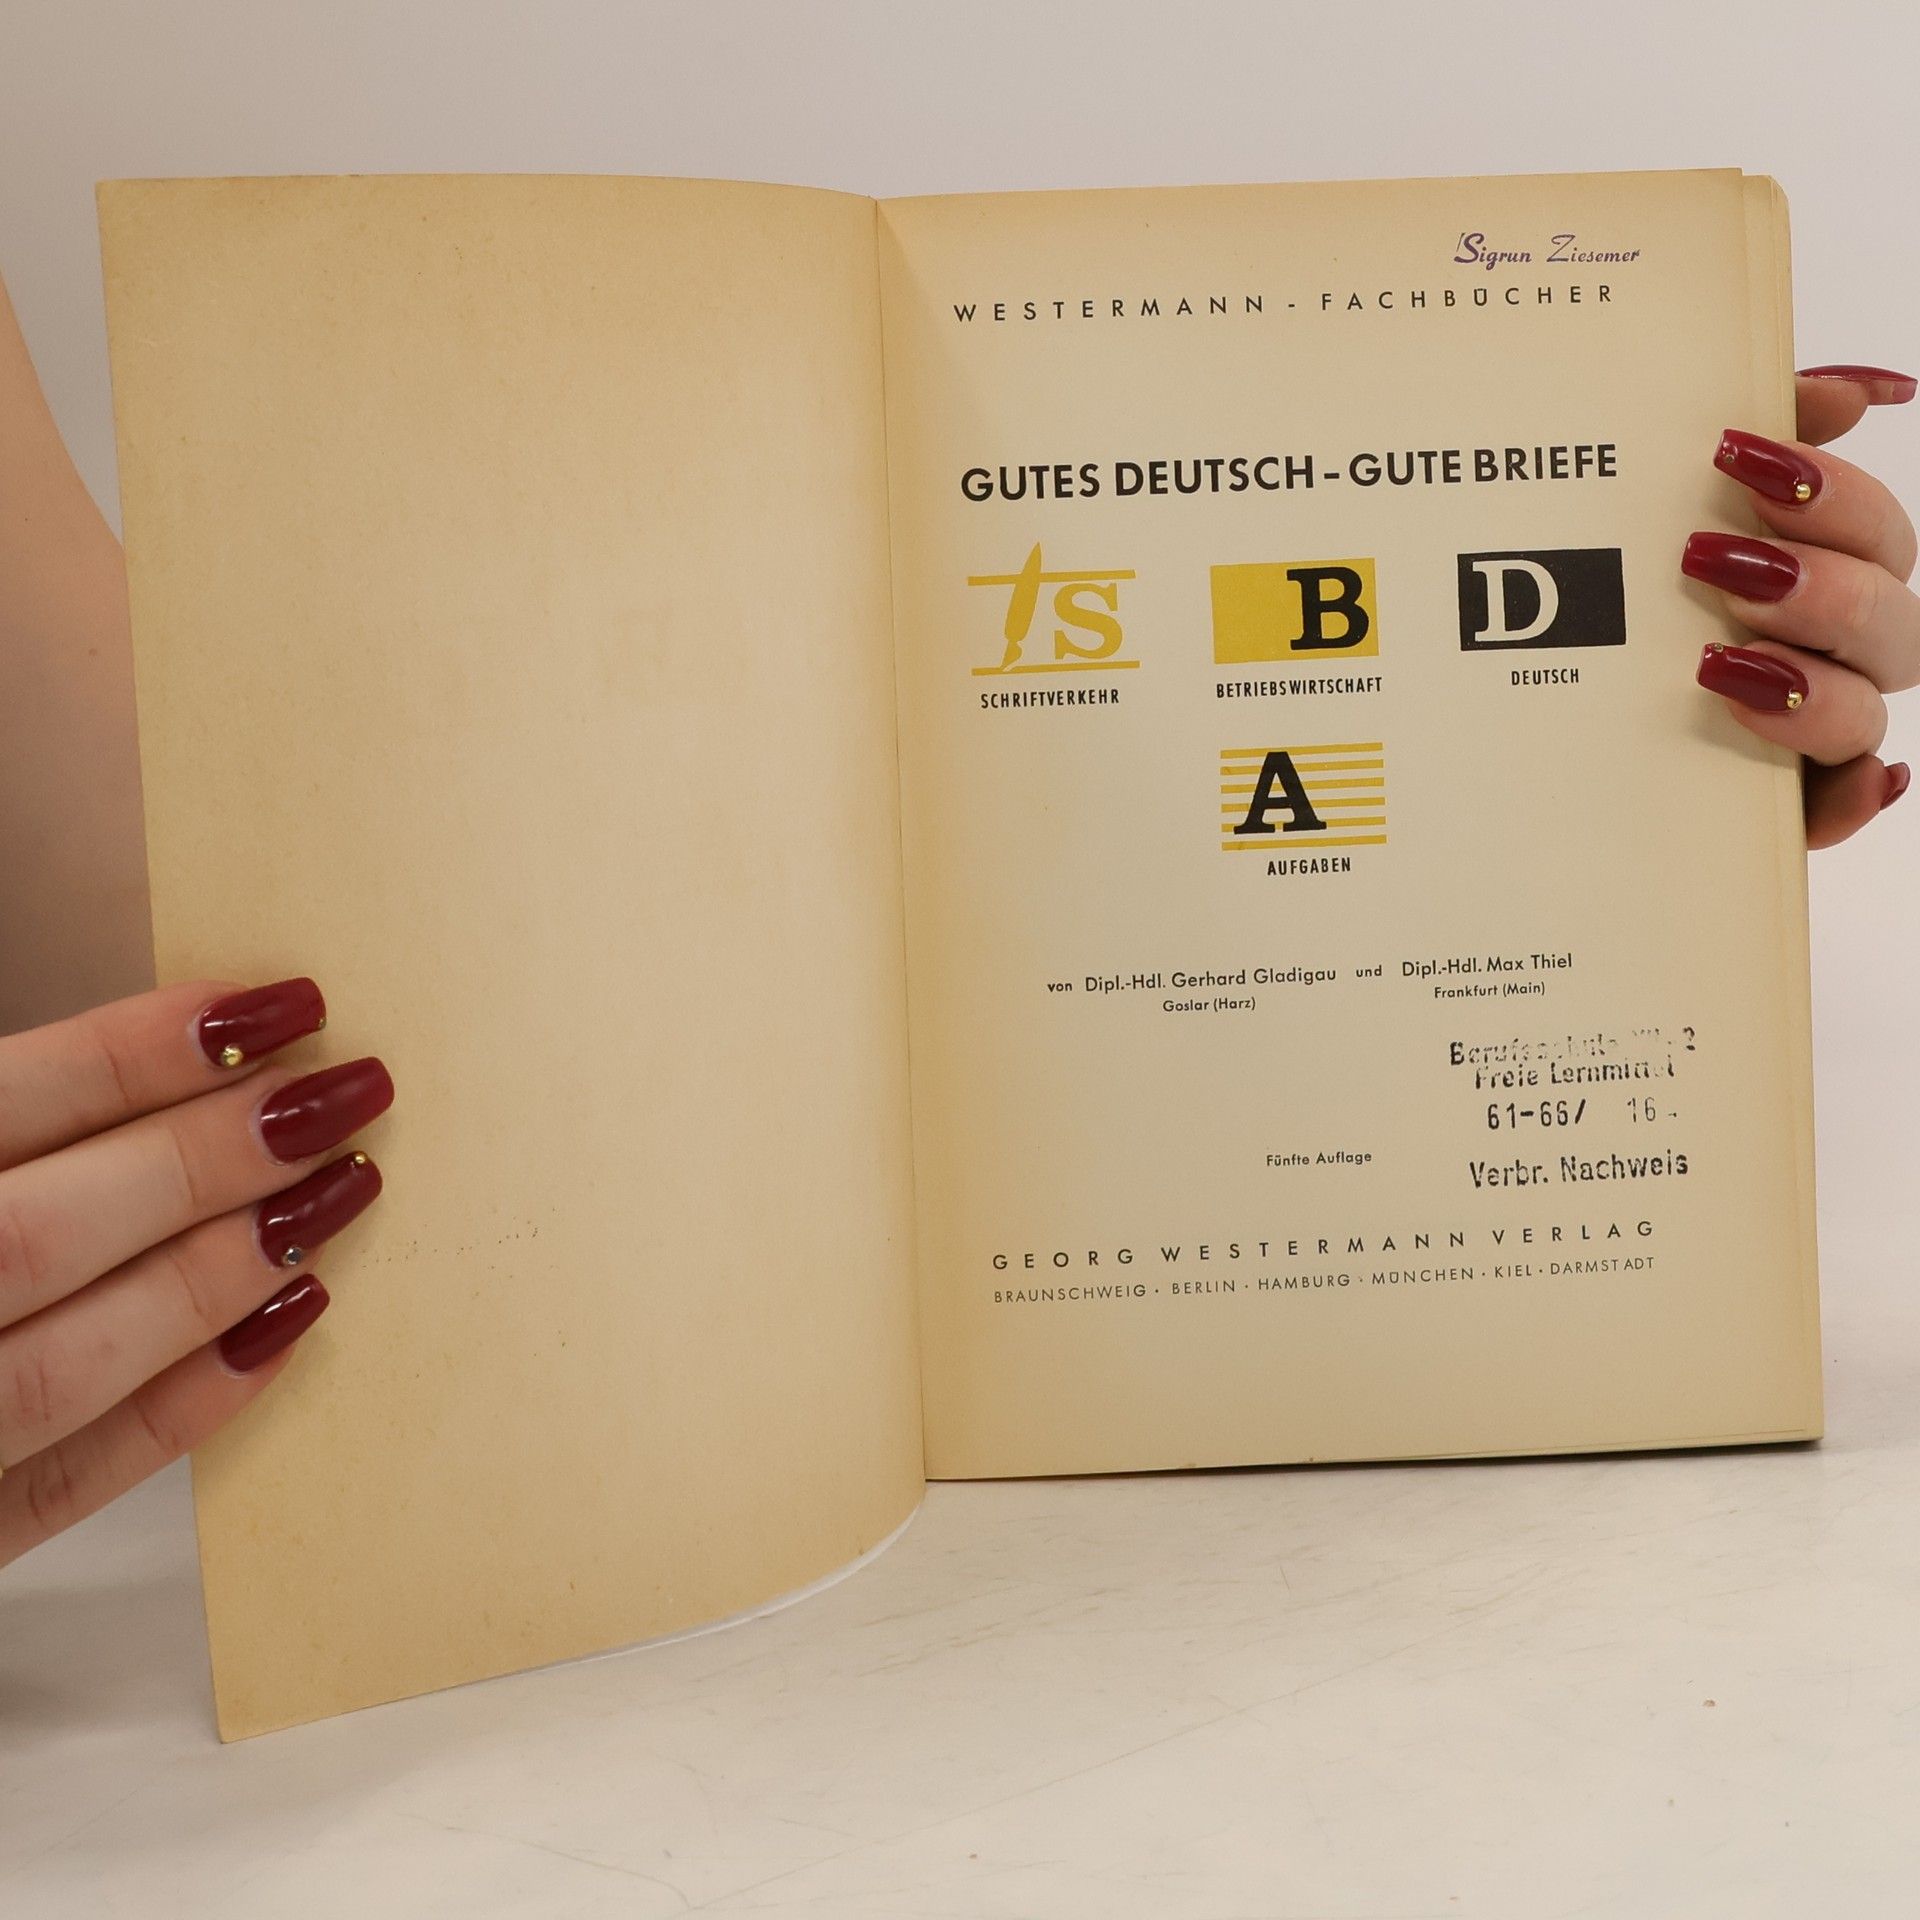 Sigrun Ziesemer
WESTERMANN - FACHBÜCHER
GUTES DEUTSCH - GUTE BRIEFE
S
B
D
SCHRIFTVERKEHR
BETRIEBSWIRTSCHAFT
DEUTSCH
A
AUFGABEN
von Dipl.-Hdl. Gerhard Gladigau und Dipl.-Hdl. Max Thiel
Goslar (Harz) Frankfurt (Main)
Berufsschule
Freie Lernmittel
61-66/ 16.
Verbr. Nachweis
Fünfte Auflage
GEORG WESTERMANN VERLAG
BRAUNSCHWEIG · BERLIN · HAMBURG · MÜNCHEN · KIEL · DARMSTADT